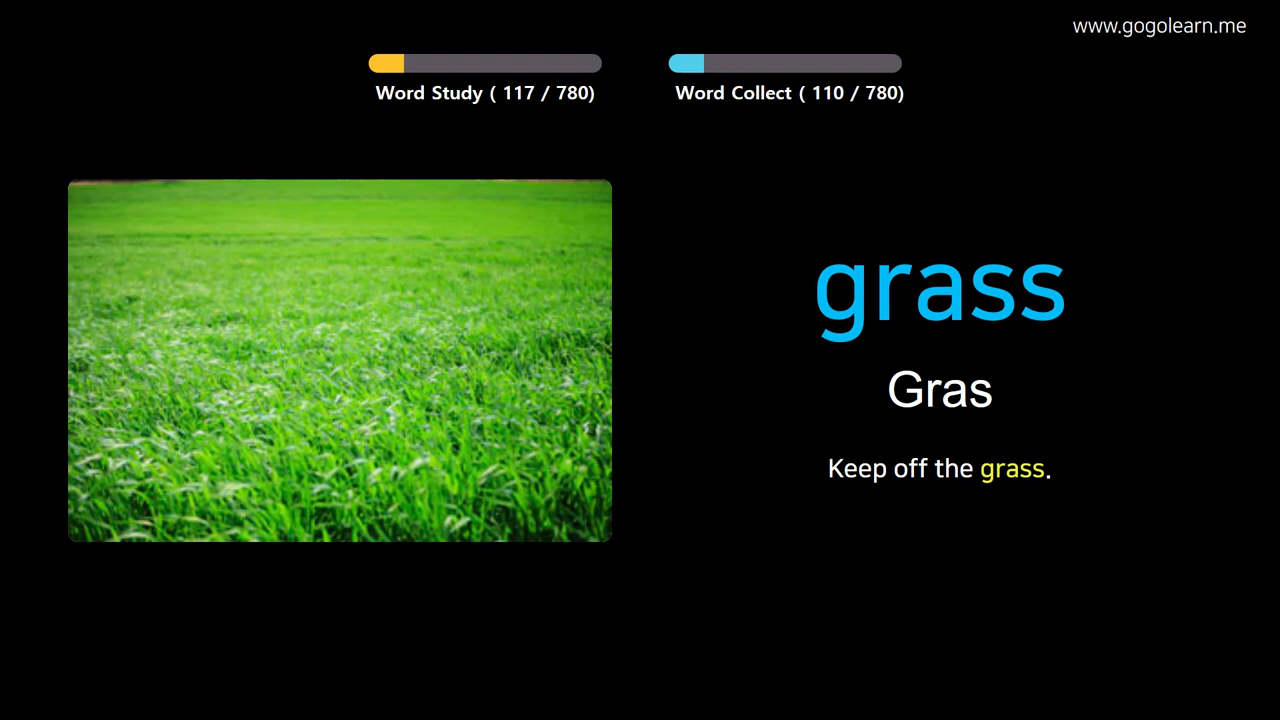 www.gogolearn.me
Word Study ( 117 / 780)
Word Collect ( 110 / 780)
grass
Gras
Keep off the grass.